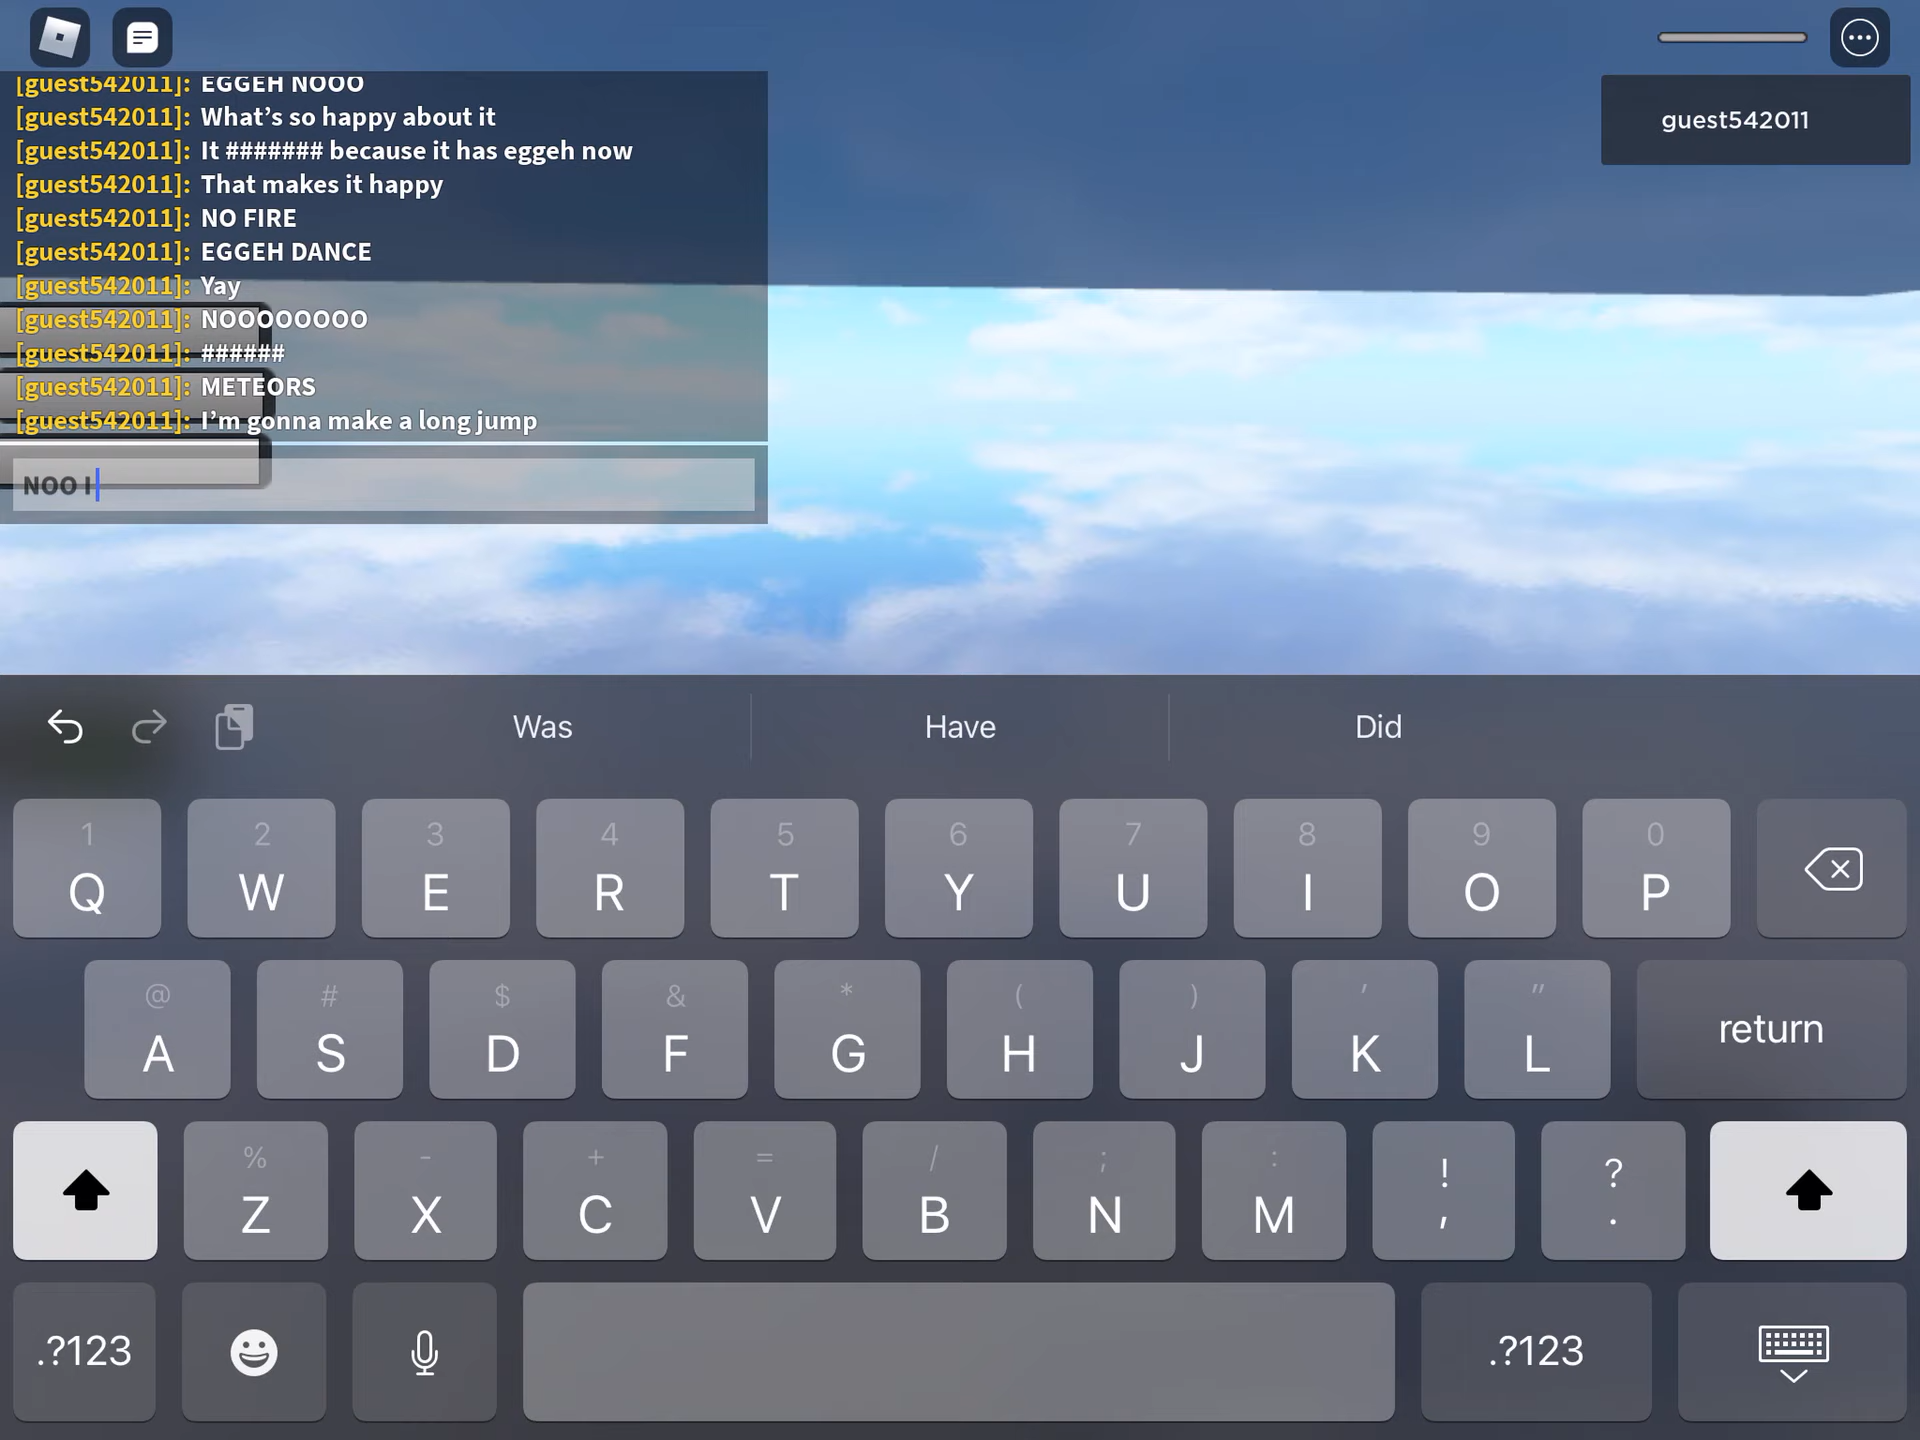 [guest542011]: EGGEH NOOO
guest542011
[guest542011]: What’s so happy about it
[guest542011]: It ####### because it has eggeh now
[guest542011]: That makes it happy
[guest542011]: NO FIRE
[guest542011]: EGGEH DANCE
[guest542011]: Yay
[guest542011]: NOOOOOOOO
[guest542011]: ######
[guest542011]: METEORS
[guest542011]: I’m gonna make a long jump
NOO I
Was Have Did
1 2 3 4 5 6 7 8 9 0
Q W E R T Y U I O P
@ # $ & * ( ) ’ ”
A S D F G H J K L return
% - + = / ; : ! ?
Z X C V B N M , .
.?123 .?123